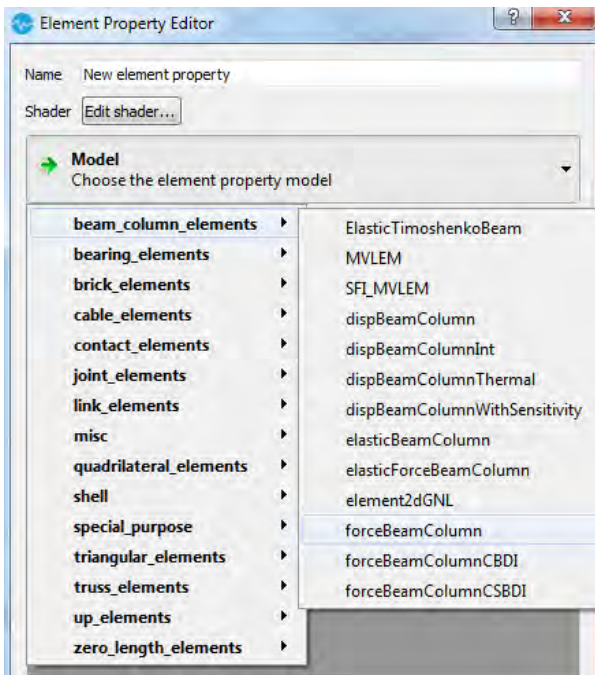 Element Property Editor
Name New element property
Shader Edit shader...
Model
Choose the element property model
beam_column_elements
bearing_elements
brick_elements
cable_elements
contact_elements
joint_elements
link_elements
misc
quadrilateral_elements
shell
special_purpose
triangular_elements
truss_elements
up_elements
zero_length_elements
ElasticTimoshenkoBeam
MVLEM
SFI_MVLEM
dispBeamColumn
dispBeamColumnInt
dispBeamColumnThermal
dispBeamColumnWithSensitivity
elasticBeamColumn
elasticForceBeamColumn
element2dGNL
forceBeamColumn
forceBeamColumnCBDI
forceBeamColumnCSBDI